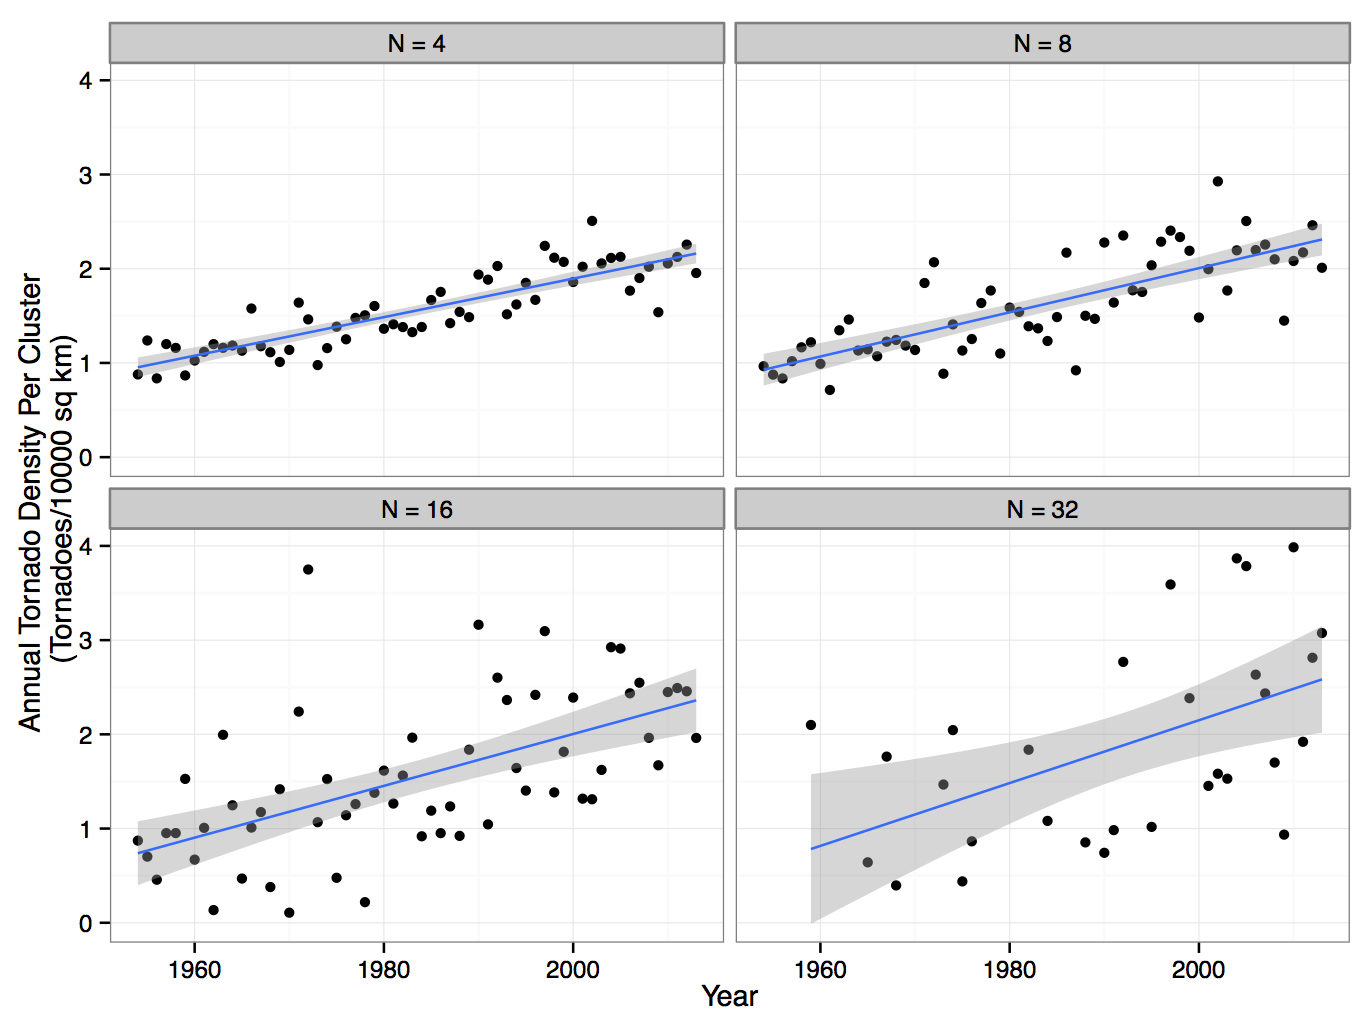 Annual Tornado Density Per Cluster
(Tornadoes/10000 sq km)
N = 4
N = 8
4
3
2
1
0
N = 16
N = 32
4
3
2
1
0
1960
1980
2000
1960
1980
2000
Year